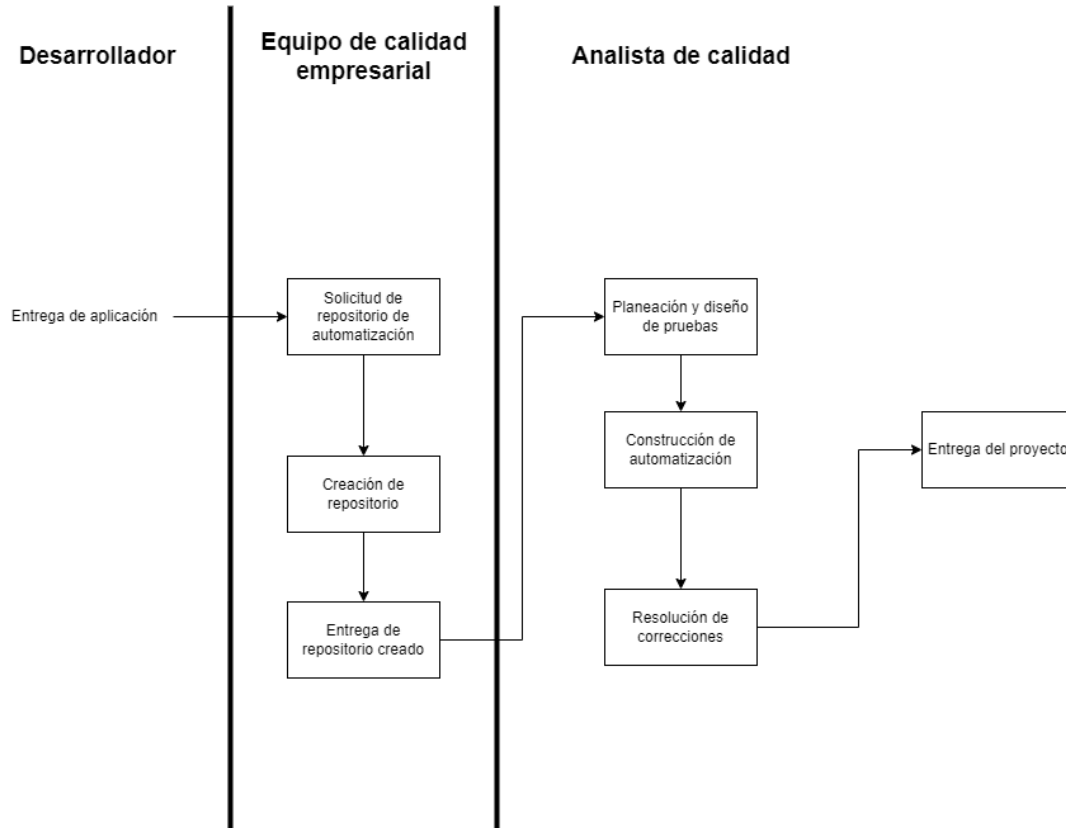 Desarrollador
Equipo de calidad
empresarial
Analista de calidad
Entrega de aplicación
Solicitud de
repositorio de
automatización
Creación de
repositorio
Entrega de
repositorio creado
Planeación y diseño
de pruebas
Construcción de
automatización
Resolución de
correcciones
Entrega del proyecto